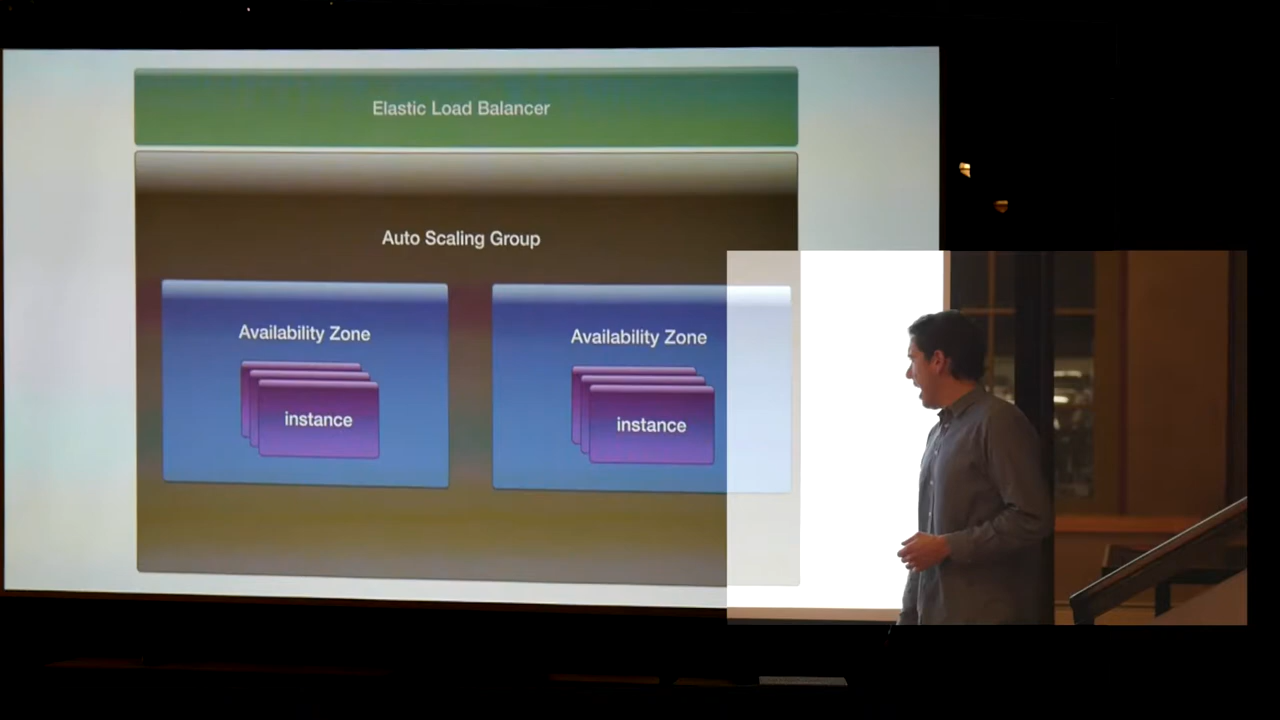 Elastic Load Balancer
Auto Scaling Group
Availability Zone
instance
Availability Zone
instance